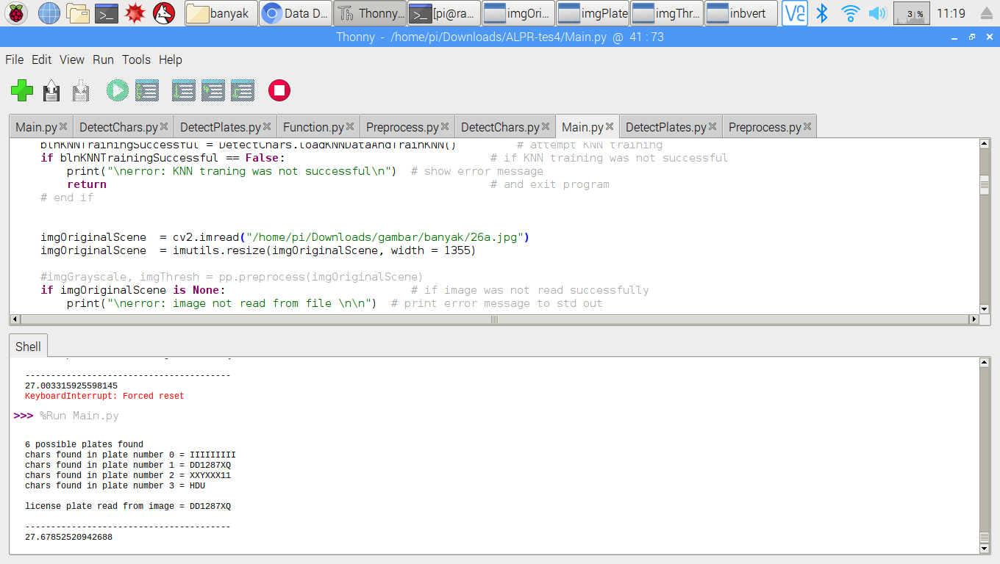 banyak Data D... Thonny... [pi@ra... imgOri... imgPlate imgThr... inbvert 3 % 11:19
Thonny - /home/pi/Downloads/ALPR-tes4/Main.py @ 41 : 73
File Edit View Run Tools Help
Main.py DetectChars.py DetectPlates.py Function.py Preprocess.py DetectChars.py Main.py DetectPlates.py Preprocess.py
blnKNNTrainingSuccessful = DetectChars.loadKNNDataAndTrainKNN() # attempt KNN training
if blnKNNTrainingSuccessful == False: # if KNN training was not successful
print("\nerror: KNN traning was not successful\n") # show error message
return # and exit program
# end if
imgOriginalScene = cv2.imread("/home/pi/Downloads/gambar/banyak/26a.jpg")
imgOriginalScene = imutils.resize(imgOriginalScene, width = 1355)
#imgGrayscale, imgThresh = pp.preprocess(imgOriginalScene)
if imgOriginalScene is None: # if image was not read successfully
print("\nerror: image not read from file \n\n") # print error message to std out
Shell
----------------------------------------
27.003315925598145
KeyboardInterrupt: Forced reset
>>> %Run Main.py
6 possible plates found
chars found in plate number 0 = IIIIIIIII
chars found in plate number 1 = DD1287XQ
chars found in plate number 2 = XXYXXX11
chars found in plate number 3 = HDU
license plate read from image = DD1287XQ
----------------------------------------
27.67852520942688